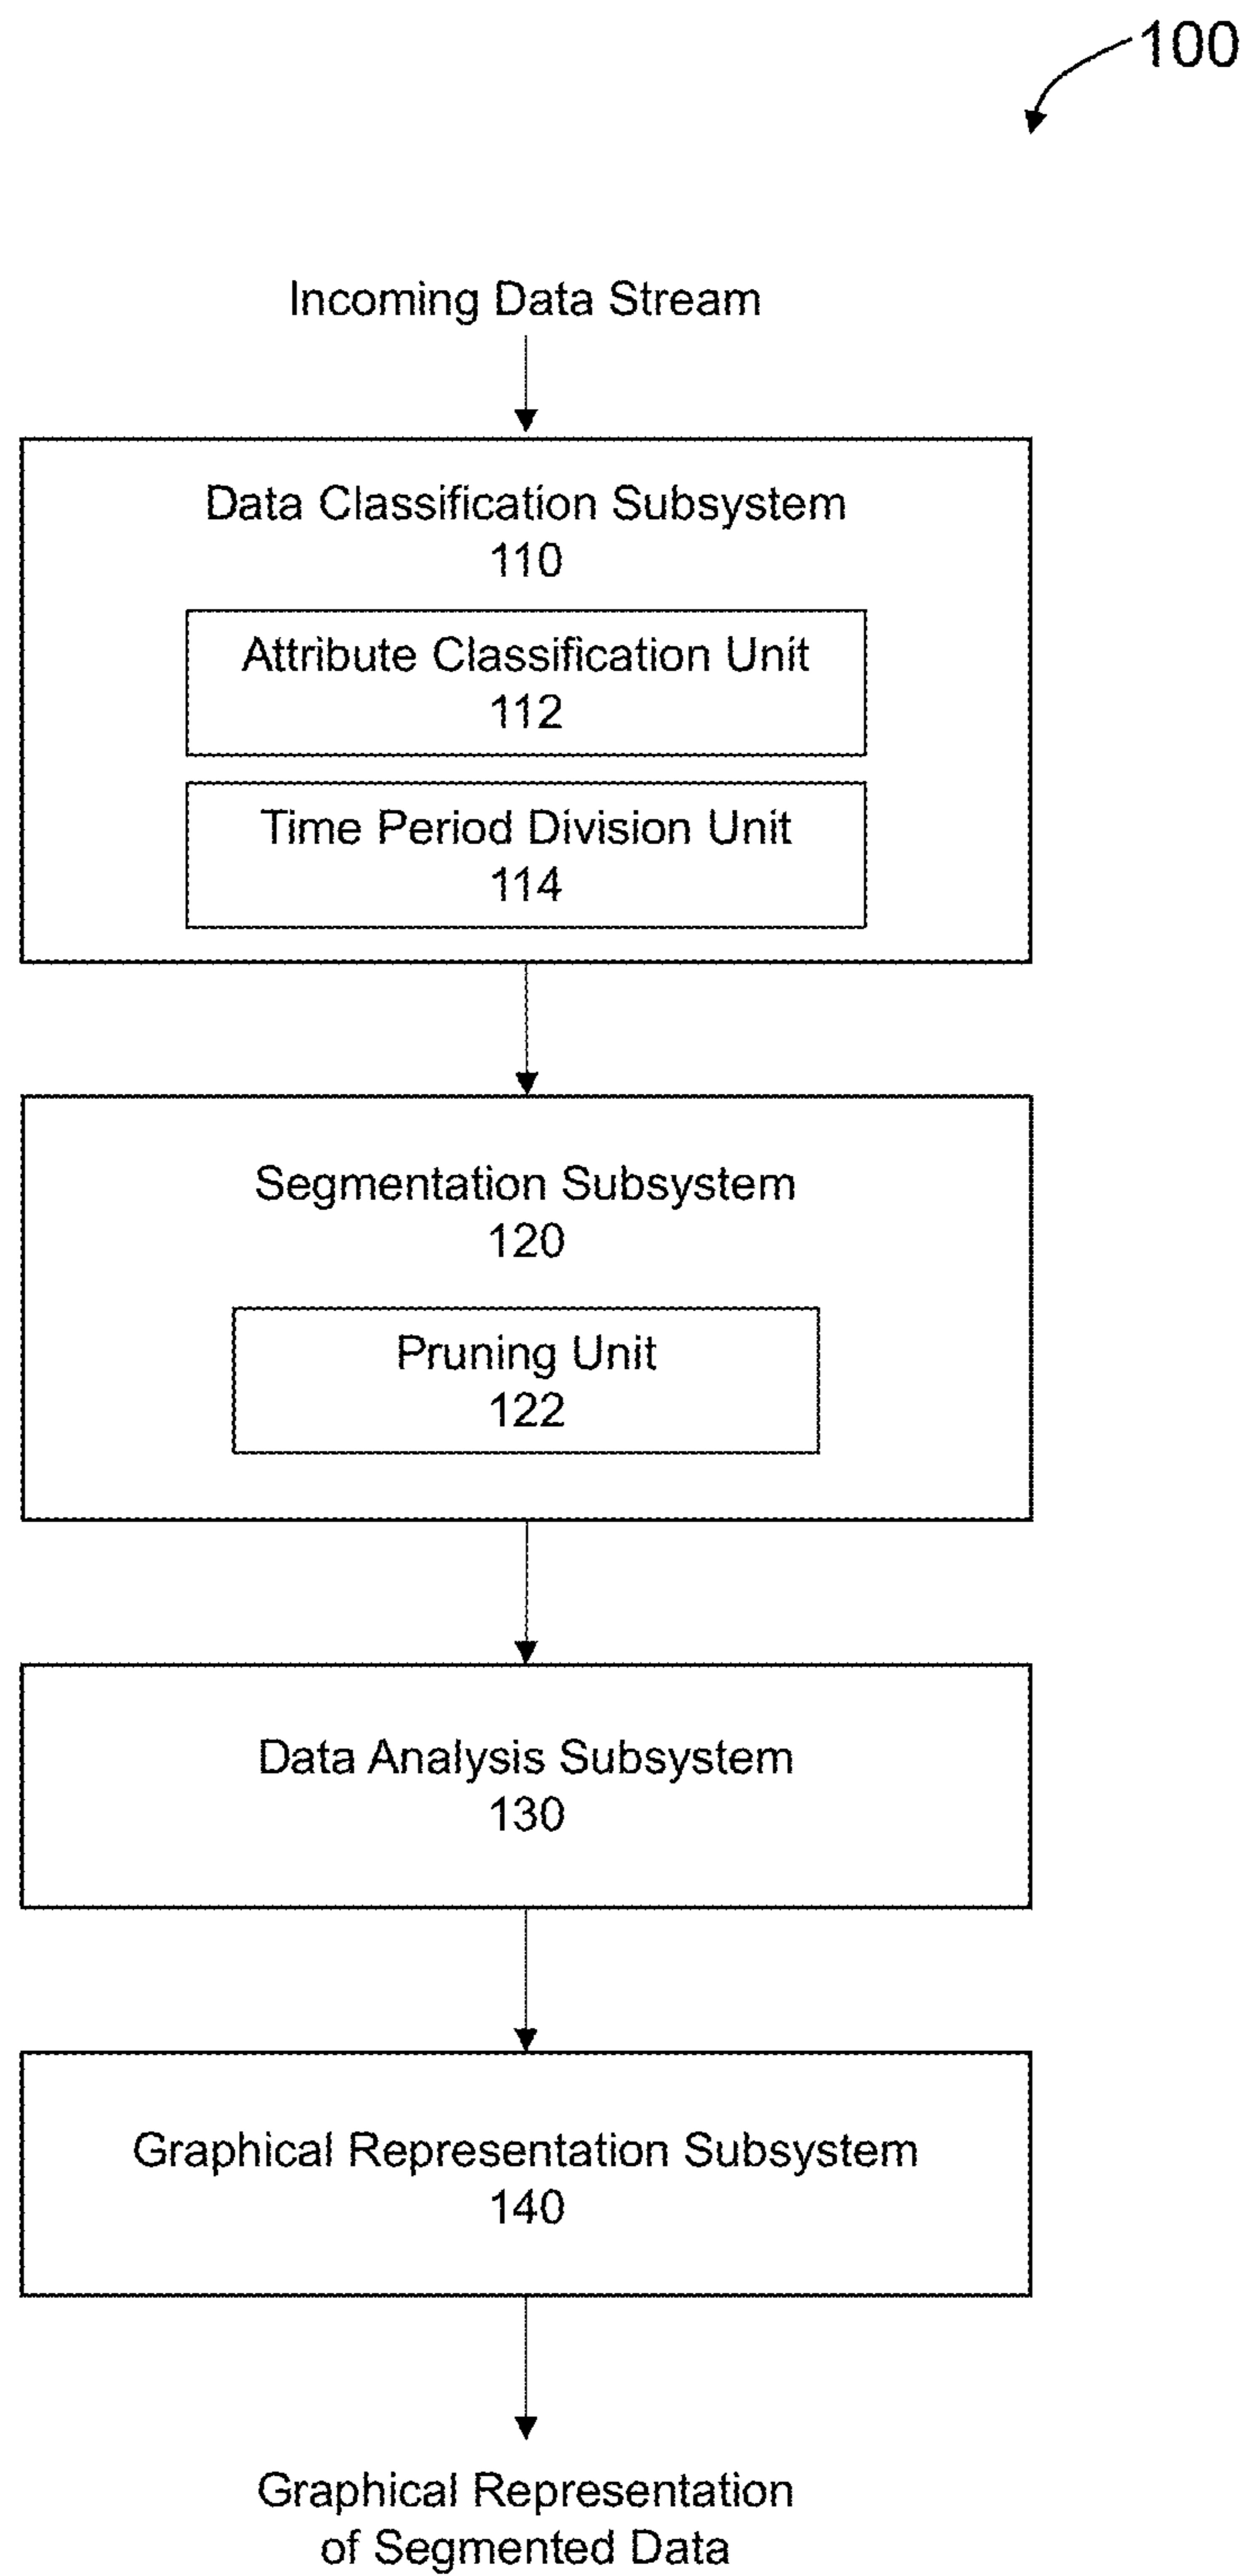 100
Incoming Data Stream
Data Classification Subsystem
110
Attribute Classification Unit
112
Time Period Division Unit
114
Segmentation Subsystem
120
Pruning Unit
122
Data Analysis Subsystem
130
Graphical Representation Subsystem
140
Graphical Representation
of Segmented Data